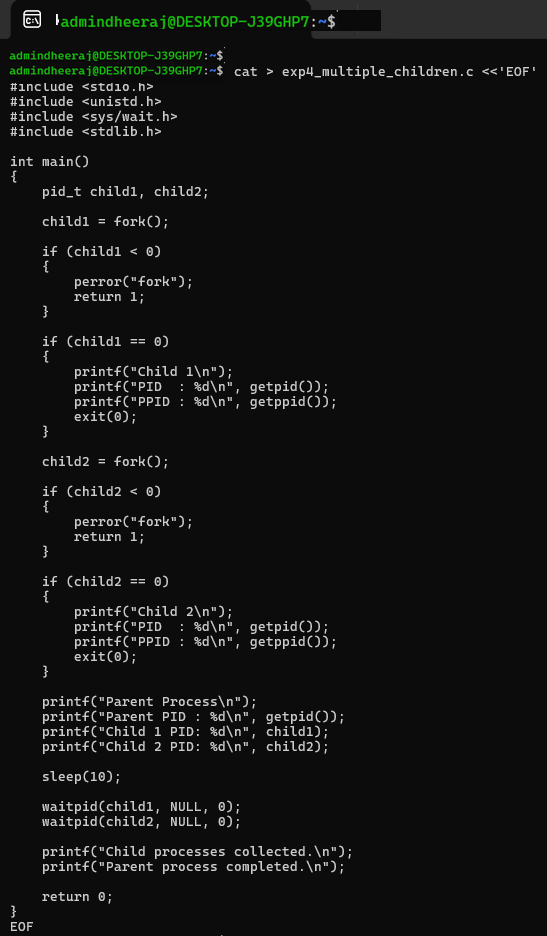 admindheeraj@DESKTOP-J39GHP7:~$
admindheeraj@DESKTOP-J39GHP7:~$
admindheeraj@DESKTOP-J39GHP7:~$ cat > exp4_multiple_children.c <<'EOF'
#include <stdio.h>
#include <unistd.h>
#include <sys/wait.h>
#include <stdlib.h>

int main()
{
    pid_t child1, child2;

    child1 = fork();

    if (child1 < 0)
    {
        perror("fork");
        return 1;
    }

    if (child1 == 0)
    {
        printf("Child 1\n");
        printf("PID  : %d\n", getpid());
        printf("PPID : %d\n", getppid());
        exit(0);
    }

    child2 = fork();

    if (child2 < 0)
    {
        perror("fork");
        return 1;
    }

    if (child2 == 0)
    {
        printf("Child 2\n");
        printf("PID  : %d\n", getpid());
        printf("PPID : %d\n", getppid());
        exit(0);
    }

    printf("Parent Process\n");
    printf("Parent PID : %d\n", getpid());
    printf("Child 1 PID: %d\n", child1);
    printf("Child 2 PID: %d\n", child2);

    sleep(10);

    waitpid(child1, NULL, 0);
    waitpid(child2, NULL, 0);

    printf("Child processes collected.\n");
    printf("Parent process completed.\n");

    return 0;
}
EOF